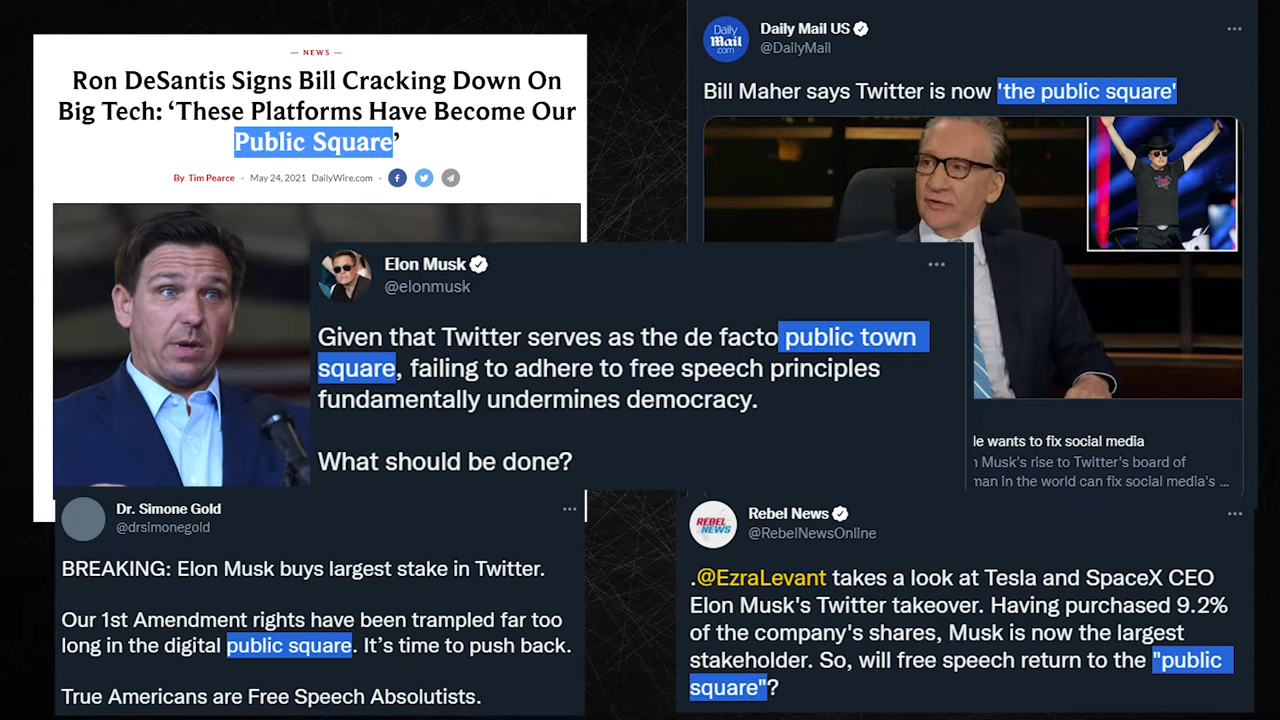 — NEWS —
Ron DeSantis Signs Bill Cracking Down On
Big Tech: ‘These Platforms Have Become Our
Public Square’
By Tim Pearce • May 24, 2021 DailyWire.com •
Daily Mail .com
Daily Mail US
@DailyMail
Bill Maher says Twitter is now 'the public square'
Elon Musk
@elonmusk
Given that Twitter serves as the de facto public town
square, failing to adhere to free speech principles
fundamentally undermines democracy.
What should be done?
le wants to fix social media
Musk's rise to Twitter's board of
man in the world can fix social media's ...
Dr. Simone Gold
@drsimonegold
BREAKING: Elon Musk buys largest stake in Twitter.
Our 1st Amendment rights have been trampled far too
long in the digital public square. It’s time to push back.
True Americans are Free Speech Absolutists.
REBEL
NEWS
Rebel News
@RebelNewsOnline
.@EzraLevant takes a look at Tesla and SpaceX CEO
Elon Musk's Twitter takeover. Having purchased 9.2%
of the company's shares, Musk is now the largest
stakeholder. So, will free speech return to the "public
square"?